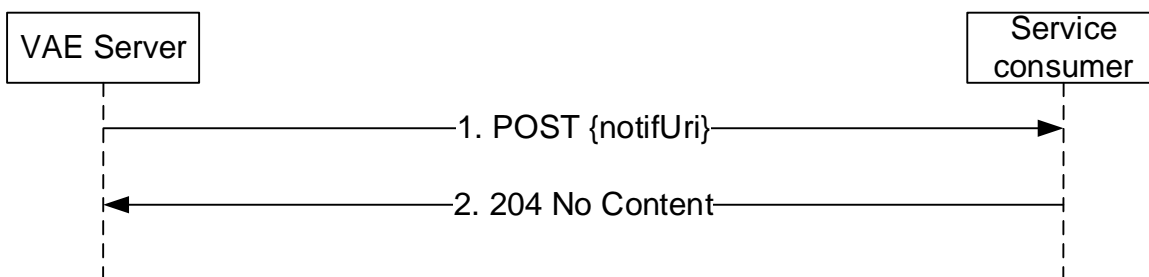 VAE Server
Service
consumer
1. POST {notifUri}
2. 204 No Content